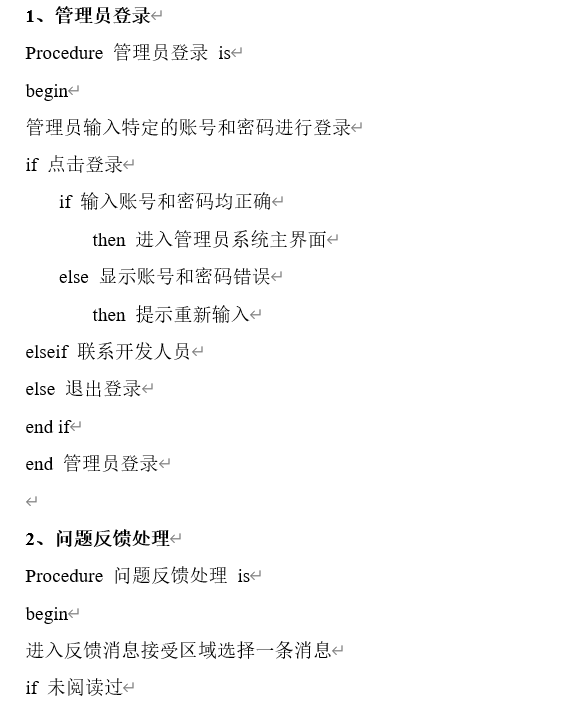 1、管理员登录
Procedure 管理员登录 is
begin
管理员输入特定的账号和密码进行登录
if 点击登录
if 输入账号和密码均正确
then 进入管理员系统主界面
else 显示账号和密码错误
then 提示重新输入
elseif 联系开发人员
else 退出登录
end if
end 管理员登录
2、问题反馈处理
Procedure 问题反馈处理 is
begin
进入反馈消息接受区域选择一条消息
if 未阅读过